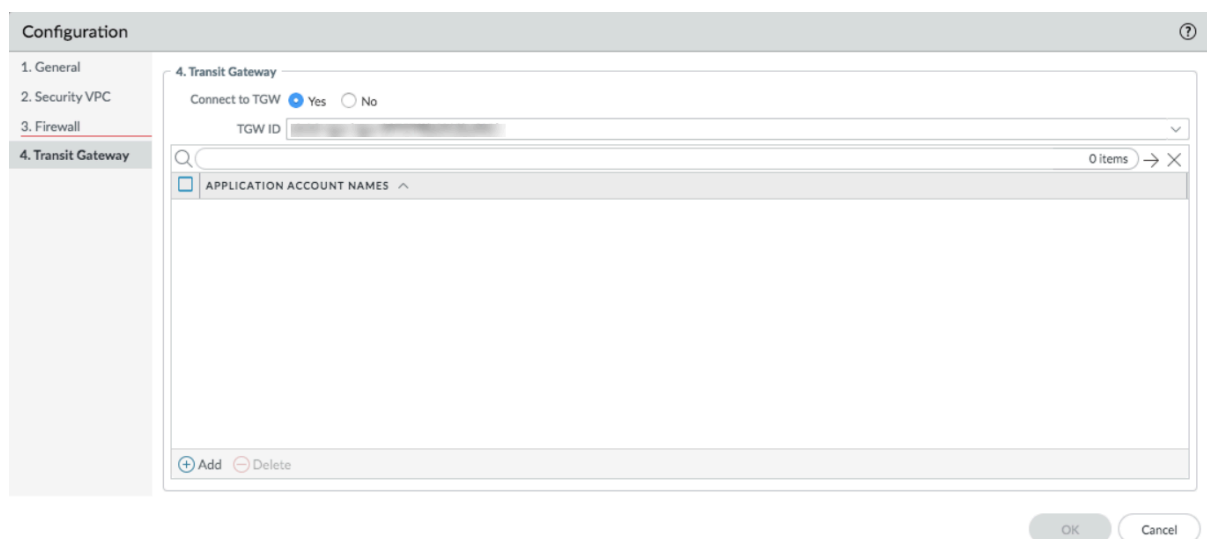 Configuration
1. General
2. Security VPC
3. Firewall
4. Transit Gateway
4. Transit Gateway
Connect to TGW Yes No
TGW ID
0 items
APPLICATION ACCOUNT NAMES
Add Delete
OK Cancel